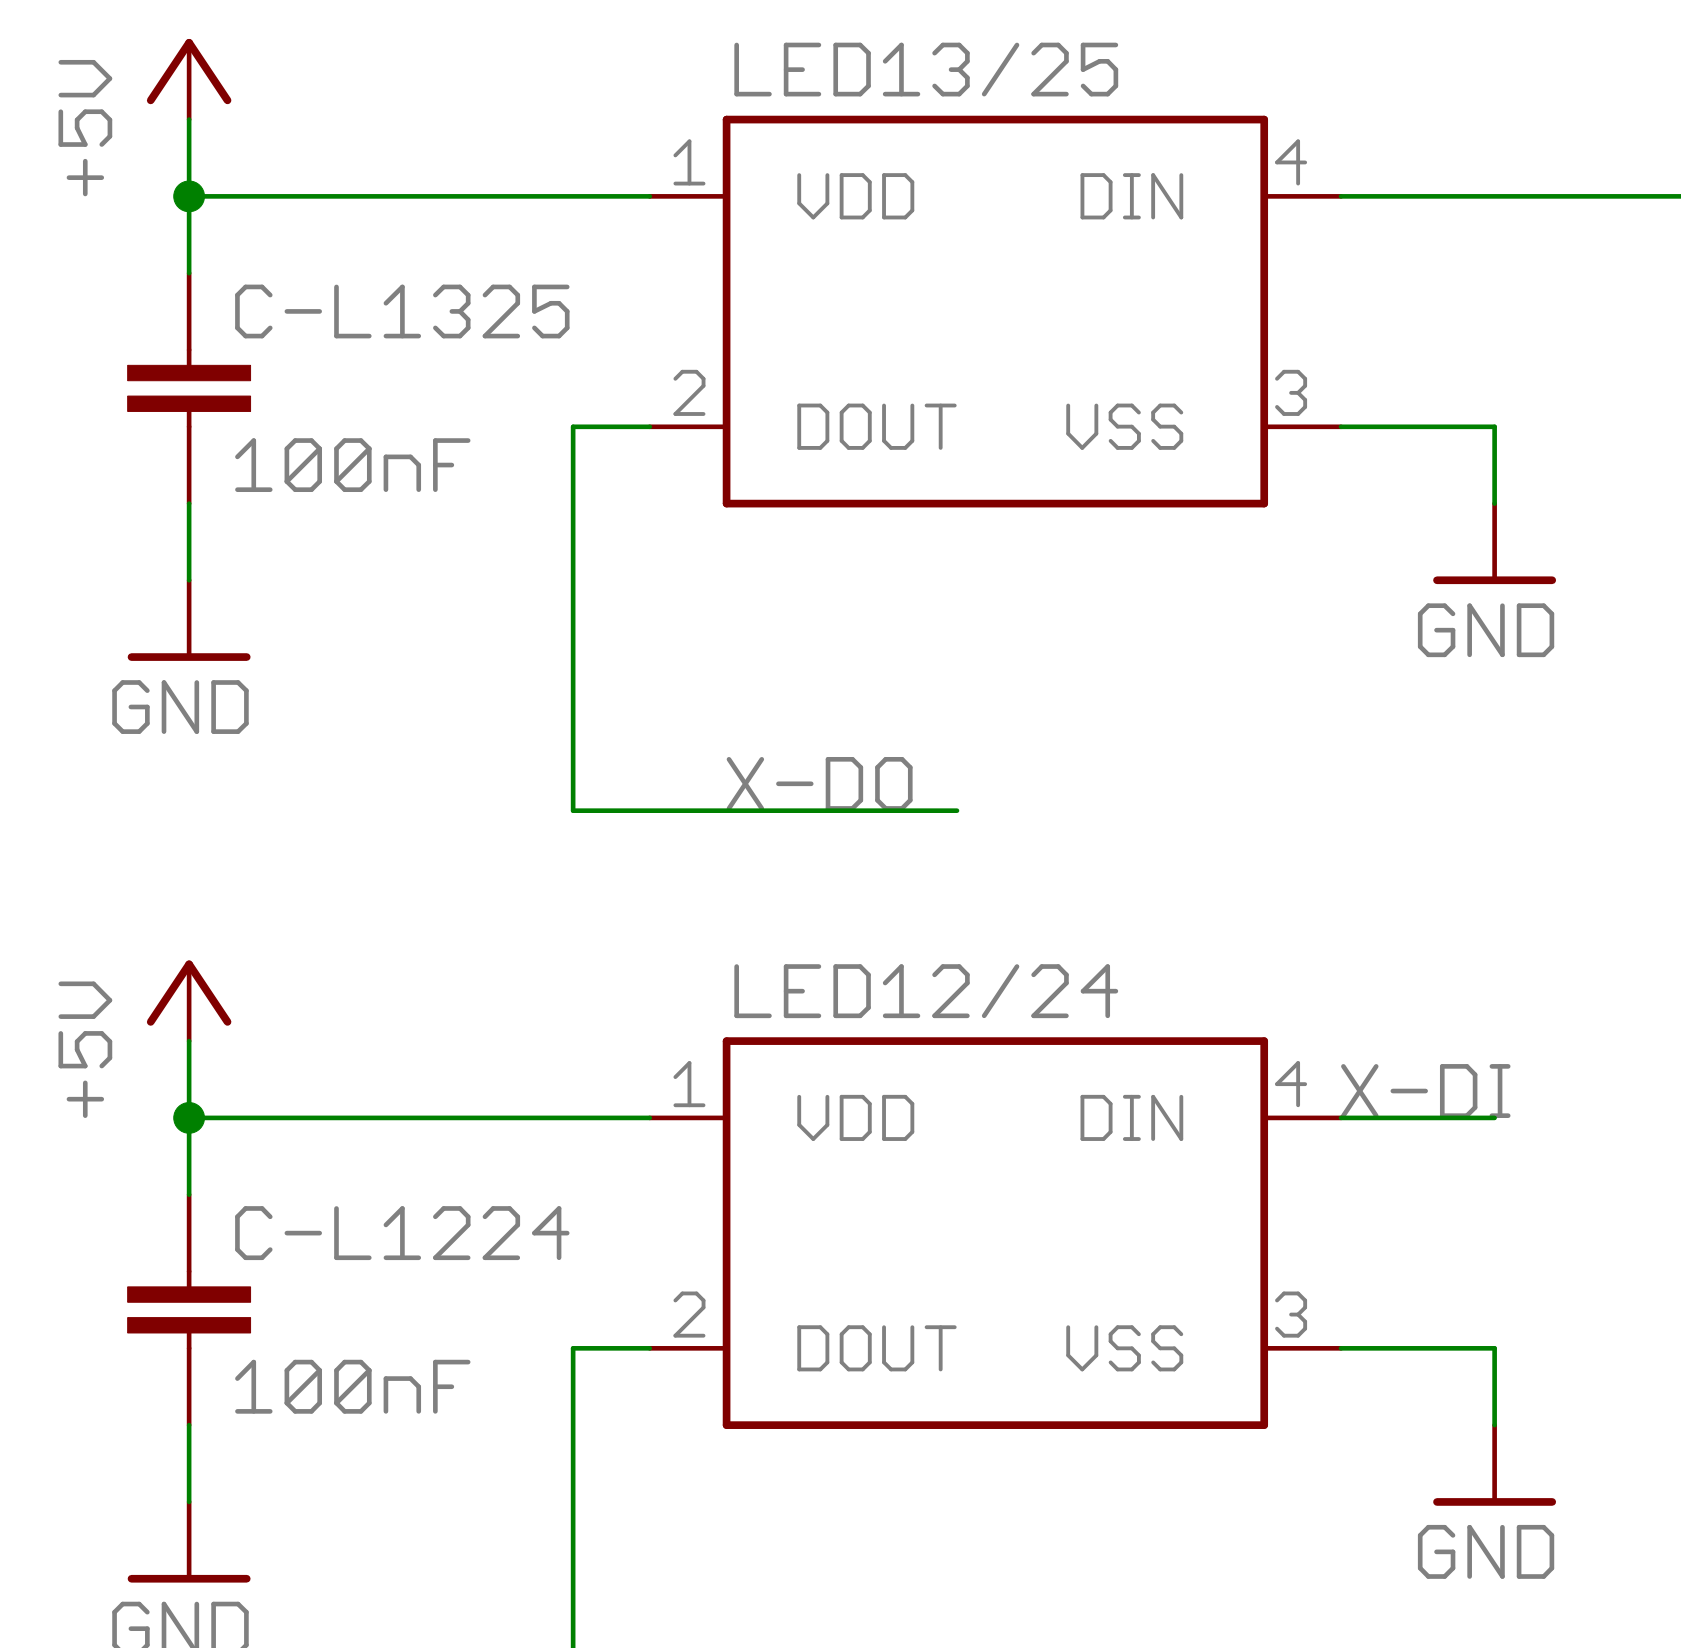 +5V
LED13/25
1
VDD
DIN
4
C-L1325
100nF
2
DOUT
VSS
3
GND
GND
X-DO
+5V
LED12/24
1
VDD
DIN
4
X-DI
C-L1224
100nF
2
DOUT
VSS
3
GND
GND